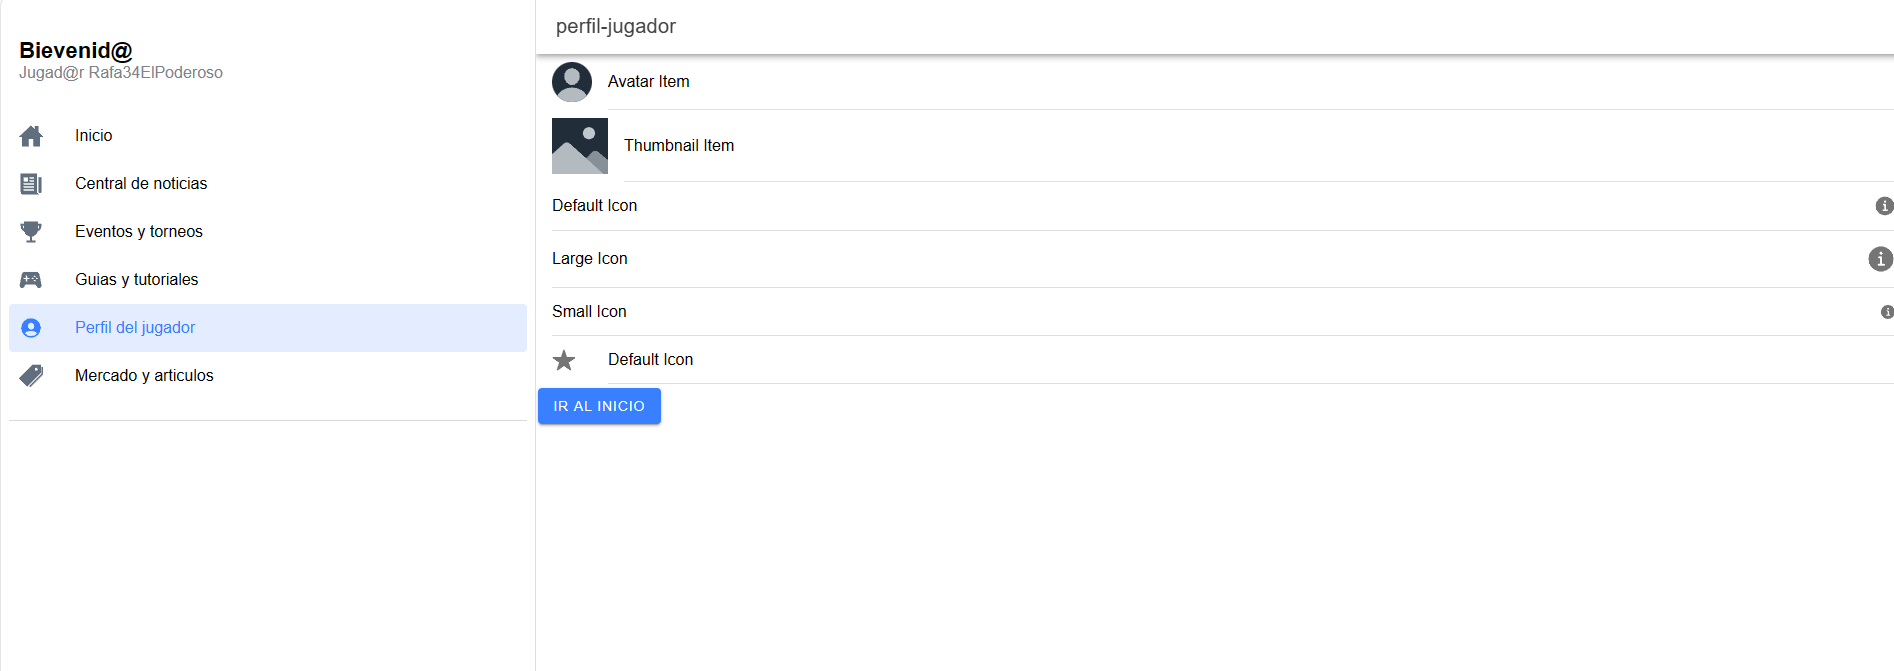 Bievenid@
Jugad@r Rafa34ElPoderoso
Inicio
Central de noticias
Eventos y torneos
Guias y tutoriales
Perfil del jugador
Mercado y articulos
perfil-jugador
Avatar Item
Thumbnail Item
Default Icon
Large Icon
Small Icon
Default Icon
IR AL INICIO